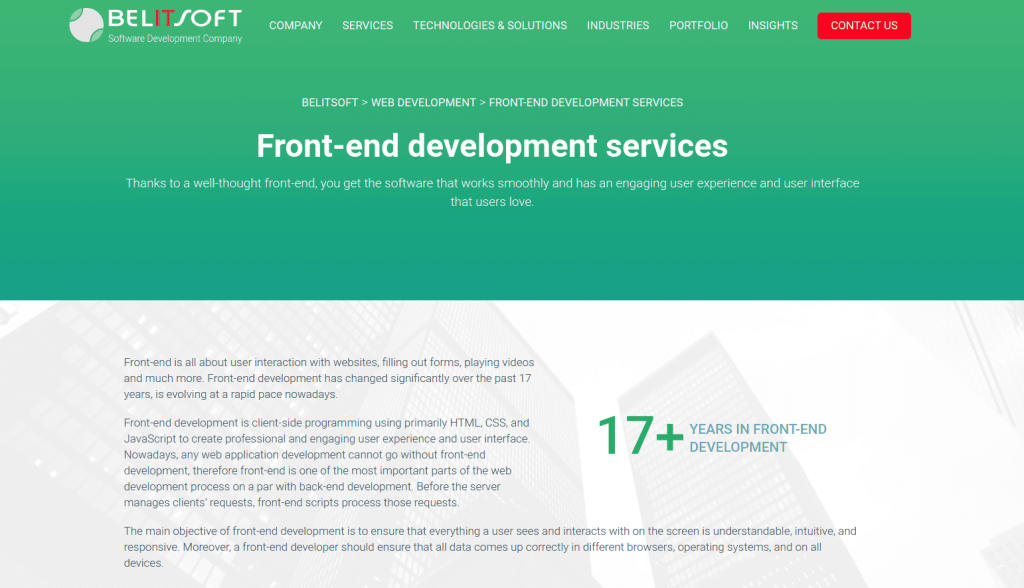 BELITSOFT
Software Development Company
COMPANY SERVICES TECHNOLOGIES & SOLUTIONS INDUSTRIES PORTFOLIO INSIGHTS CONTACT US
BELITSOFT > WEB DEVELOPMENT > FRONT-END DEVELOPMENT SERVICES
Front-end development services
Thanks to a well-thought front-end, you get the software that works smoothly and has an engaging user experience and user interface
that users love.
Front-end is all about user interaction with websites, filling out forms, playing videos
and much more. Front-end development has changed significantly over the past 17
years, is evolving at a rapid pace nowadays.
Front-end development is client-side programming using primarily HTML, CSS, and
JavaScript to create professional and engaging user experience and user interface.
Nowadays, any web application development cannot go without front-end
development, therefore front-end is one of the most important parts of the web
development process on a par with back-end development. Before the server
manages clients' requests, front-end scripts process those requests.
17+ YEARS IN FRONT-END
DEVELOPMENT
The main objective of front-end development is to ensure that everything a user sees and interacts with on the screen is understandable, intuitive, and
responsive. Moreover, a front-end developer should ensure that all data comes up correctly in different browsers, operating systems, and on all
devices.